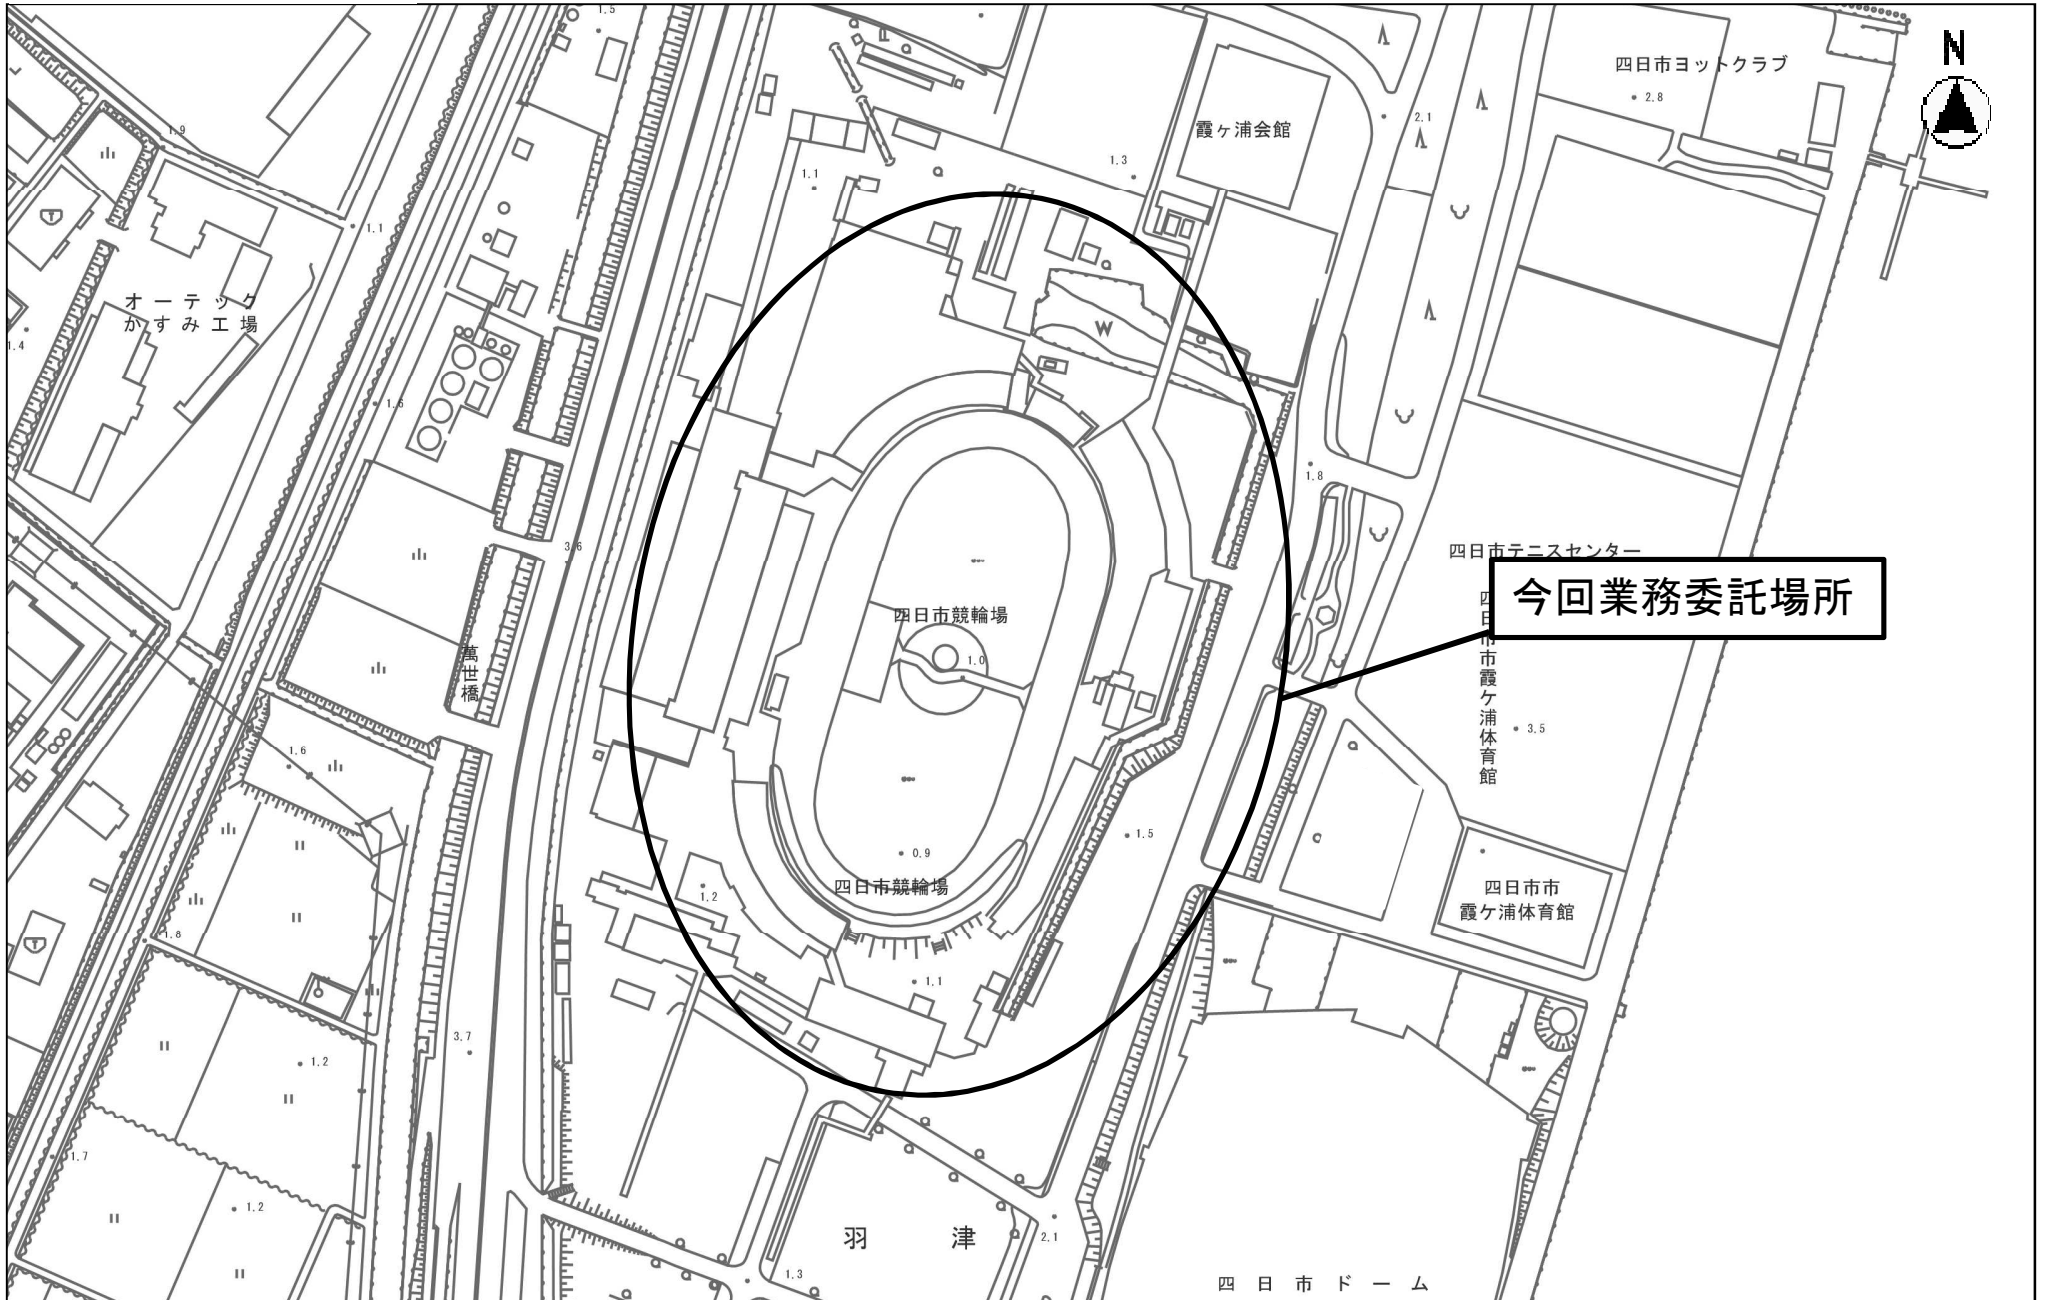 1.5
N
四日市ヨットクラブ
2.8
2.1
霞ヶ浦会館
1.9
1.3
1.1
1.1
オーテック
かすみ工場
1.4
W
1.6
1.8
3.6
四日市テニスセンター
今回業務委託場所
四日市競輪場
1.0
萬世橋
四日市市霞ケ浦体育館
3.5
1.6
1.5
0.9
四日市競輪場
1.2
四日市市
霞ケ浦体育館
1.8
1.1
3.7
1.2
1.7
1.2
羽津
2.1
1.3
四日市ドーム